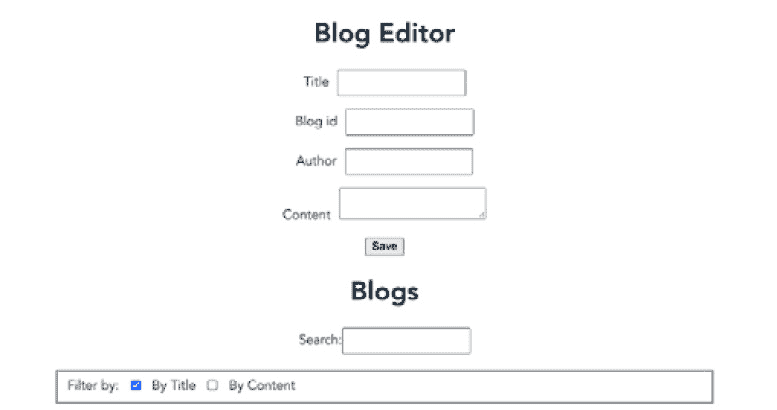 Blog Editor
Title
Blog id
Author
Content
Save
Blogs
Search:
Filter by: By Title By Content